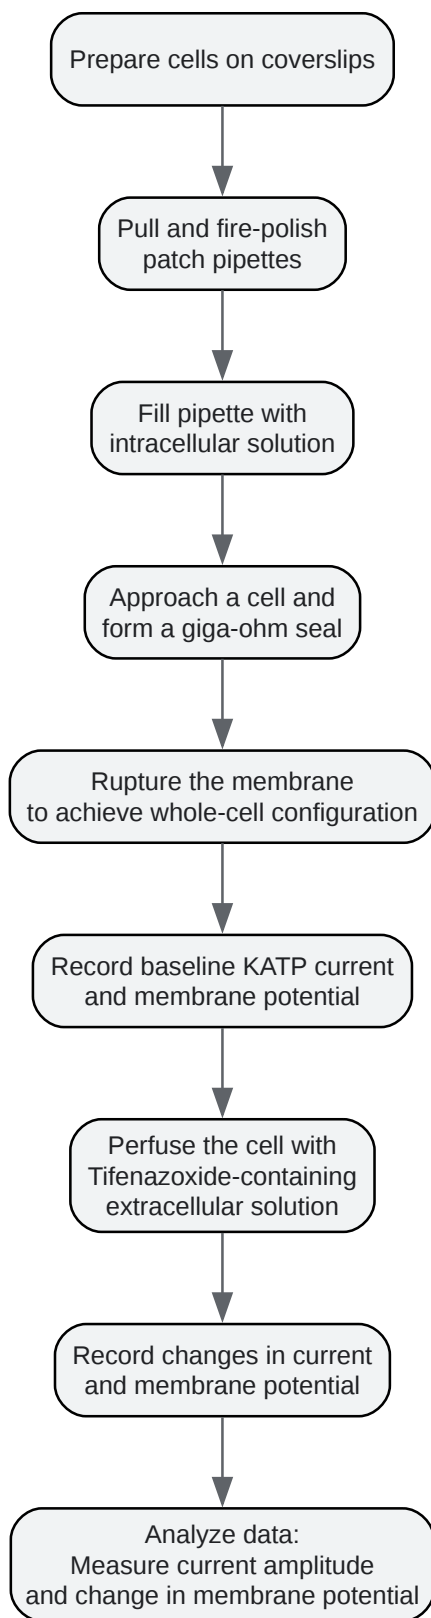 Prepare cells on coverslips
Pull and fire-polish
patch pipettes
Fill pipette with
intracellular solution
Approach a cell and
form a giga-ohm seal
Rupture the membrane
to achieve whole-cell configuration
Record baseline KATP current
and membrane potential
Perfuse the cell with
Tifenazoxide-containing
extracellular solution
Record changes in current
and membrane potential
Analyze data:
Measure current amplitude
and change in membrane potential